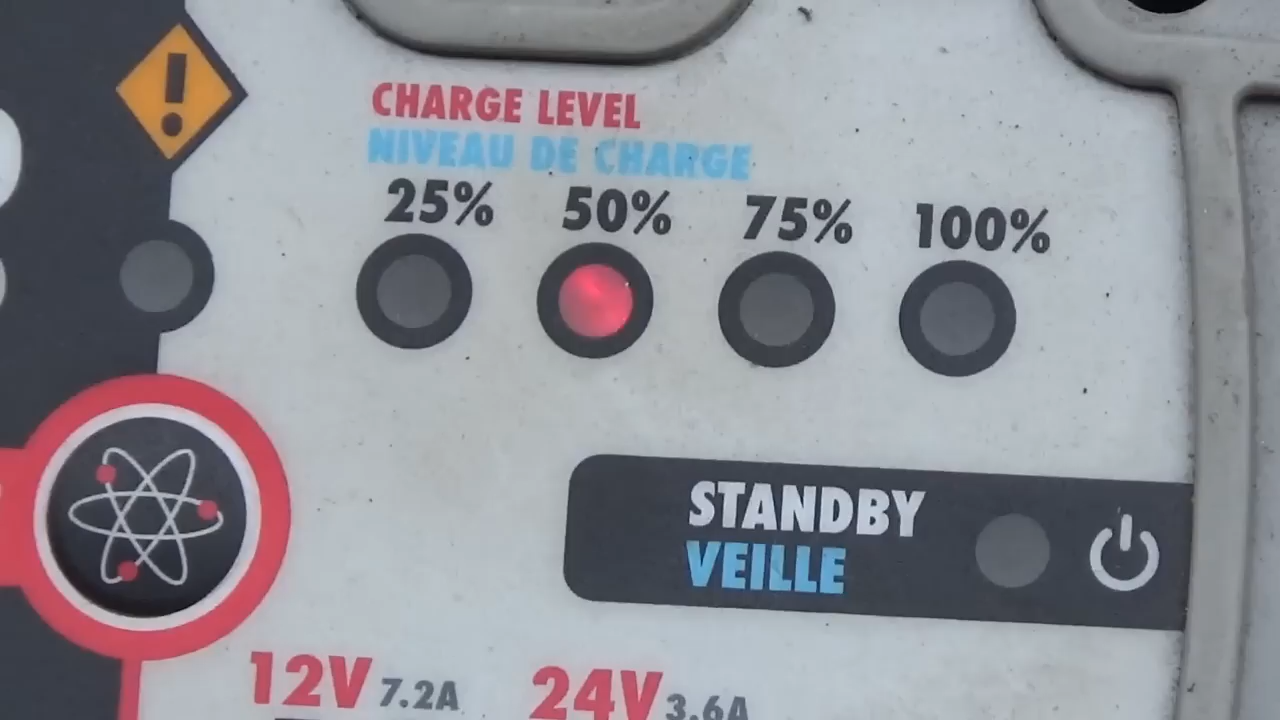 CHARGE LEVEL
NIVEAU DE CHARGE
25% 50% 75% 100%
STANDBY
VEILLE
12V 7.2A 24V 3.6A